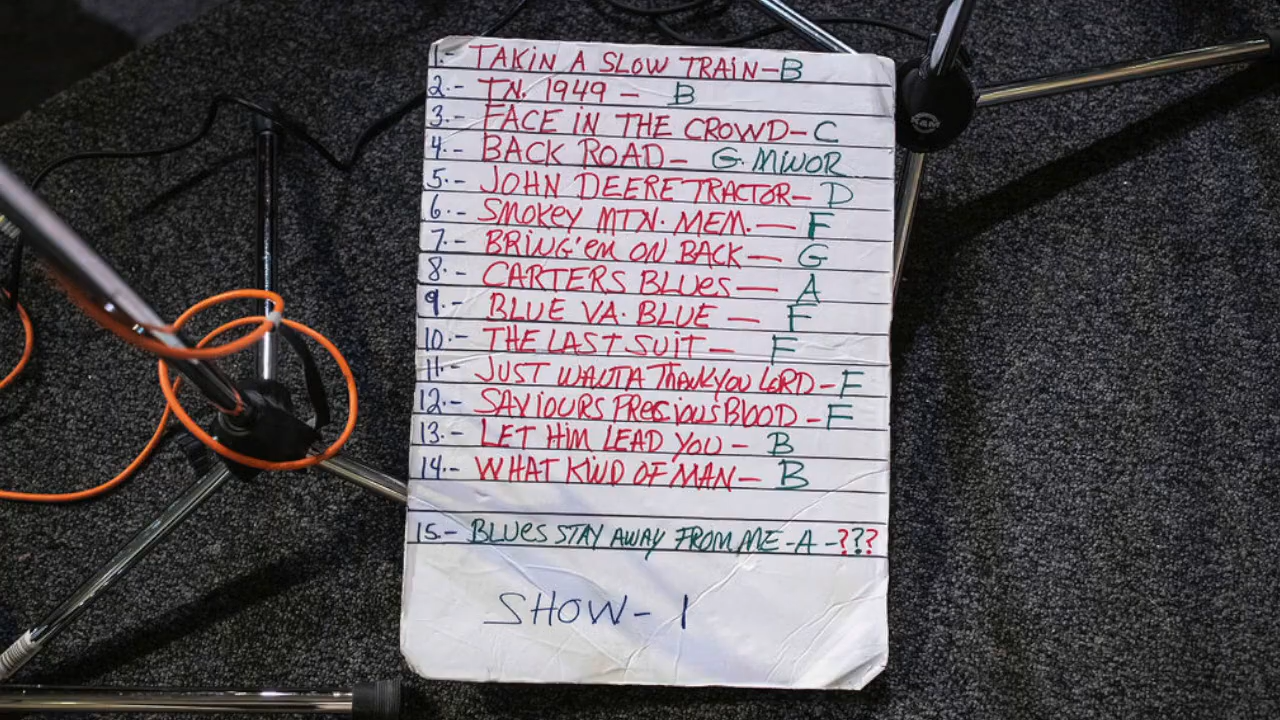 1.- TAKiN A SLOW TRAIN-B
2.- TN. 1949 - B
3.- FACE iN THE CROWD-C
4.- BACK ROAD- G. MiNOR
5.- JOHN DEERE TRACTOR- D
6.- SMOKEY MTN. MEM. - F
7.- BRiNG 'EM ON BACK- G
8.- CARTERS BLUES - A
9.- BLUE VA. BLUE - F
10.- THE LAST SUiT - F
11.- JUST WANTA THANK YOU LORD - F
12.- SAViOURS PRECiOUS BLOOD - F
13.- LET HiM LEAD YOU - B
14.- WHAT KiND OF MAN - B
15.- BLUES STAY AWAY FROM ME - A -???
SHOW- 1